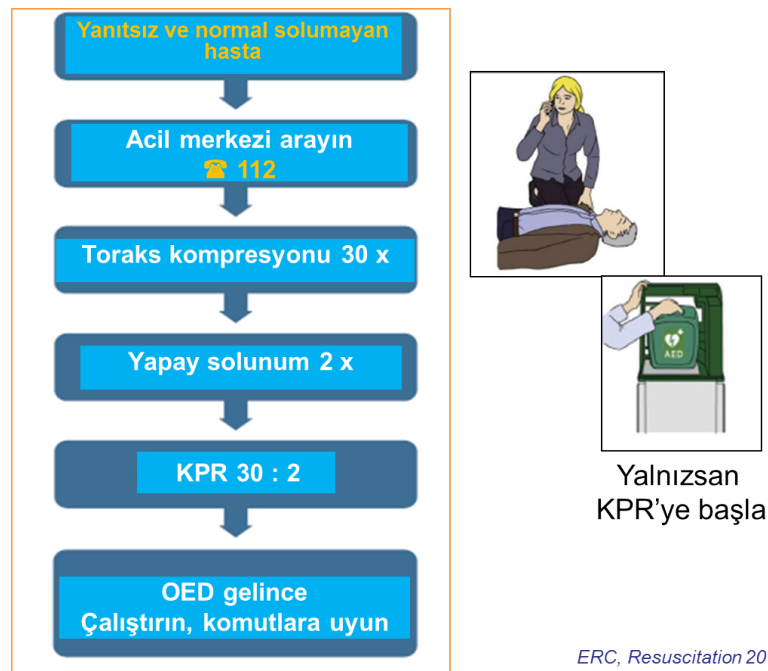 Yanıtsız ve normal solumayan
hasta
Acil merkezi arayın
☎ 112
Toraks kompresyonu 30 x
Yapay solunum 2 x
KPR 30 : 2
OED gelince
Çalıştırın, komutlara uyun
AED
Yalnızsan
KPR’ye başla
ERC, Resuscitation 20